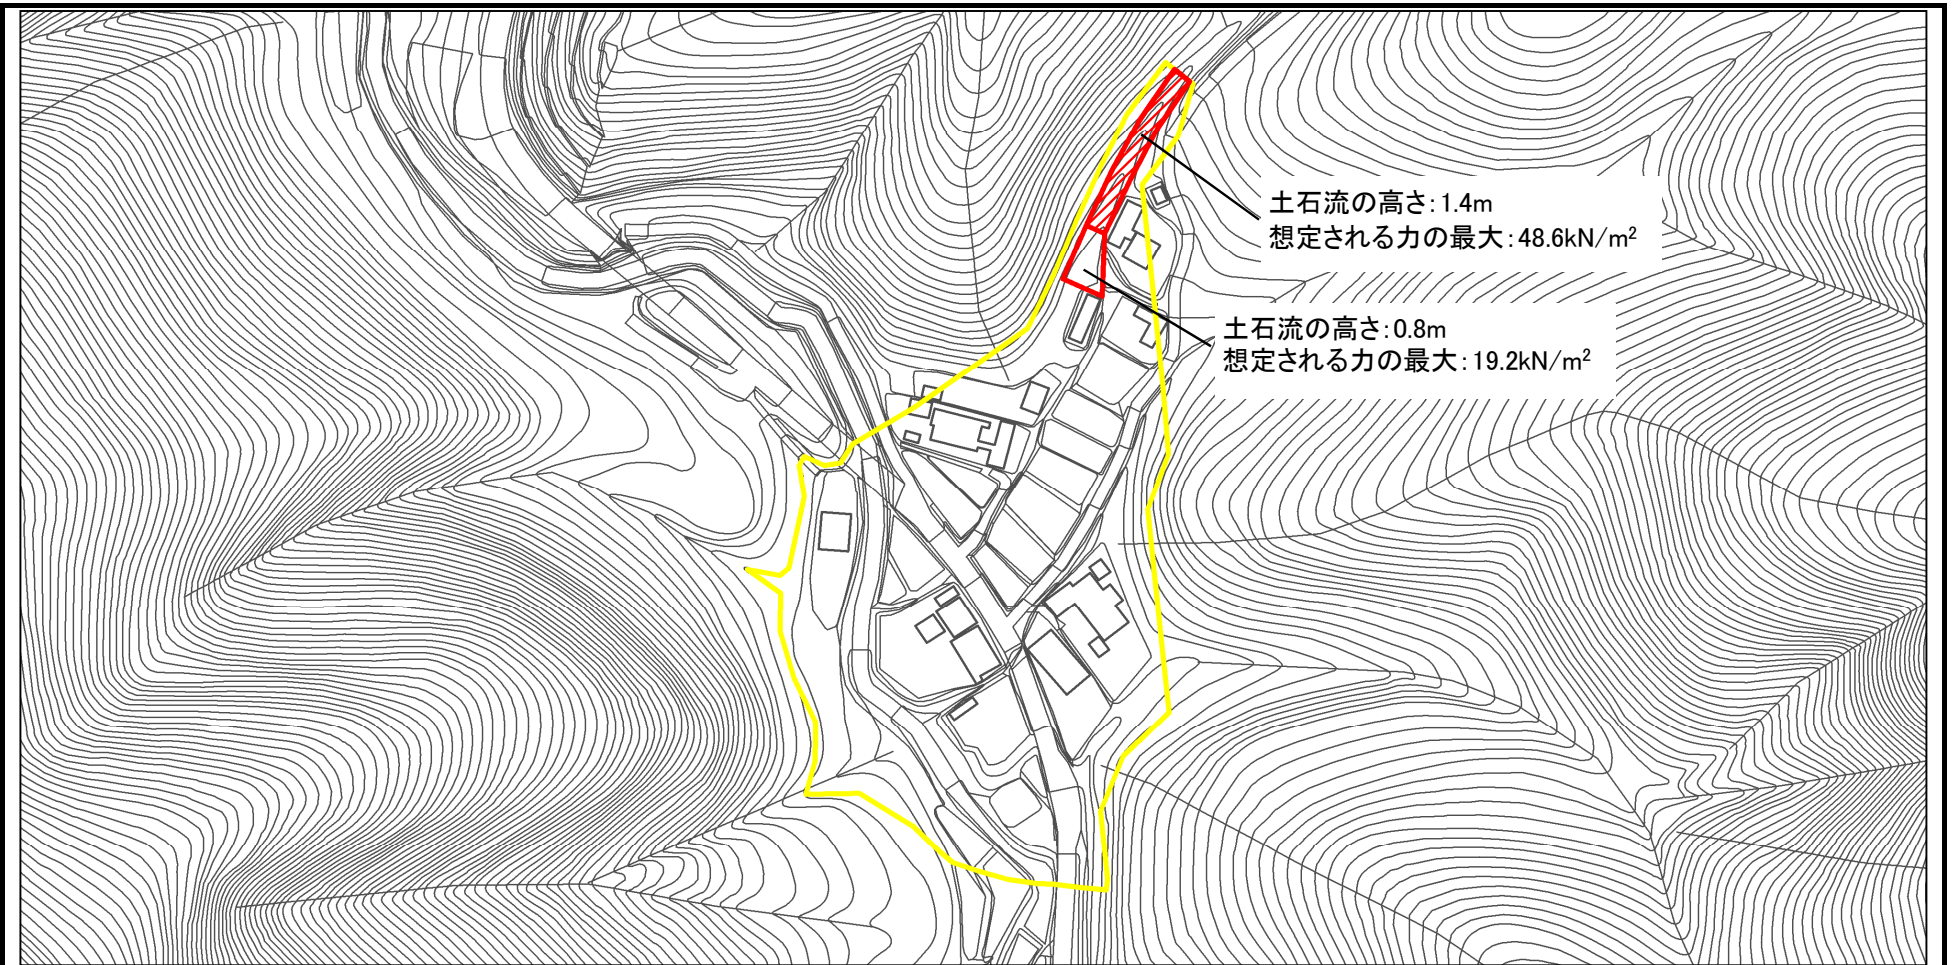 土石流の高さ:1.4m
想定される力の最大:48.6kN/m²
土石流の高さ:0.8m
想定される力の最大:19.2kN/m²